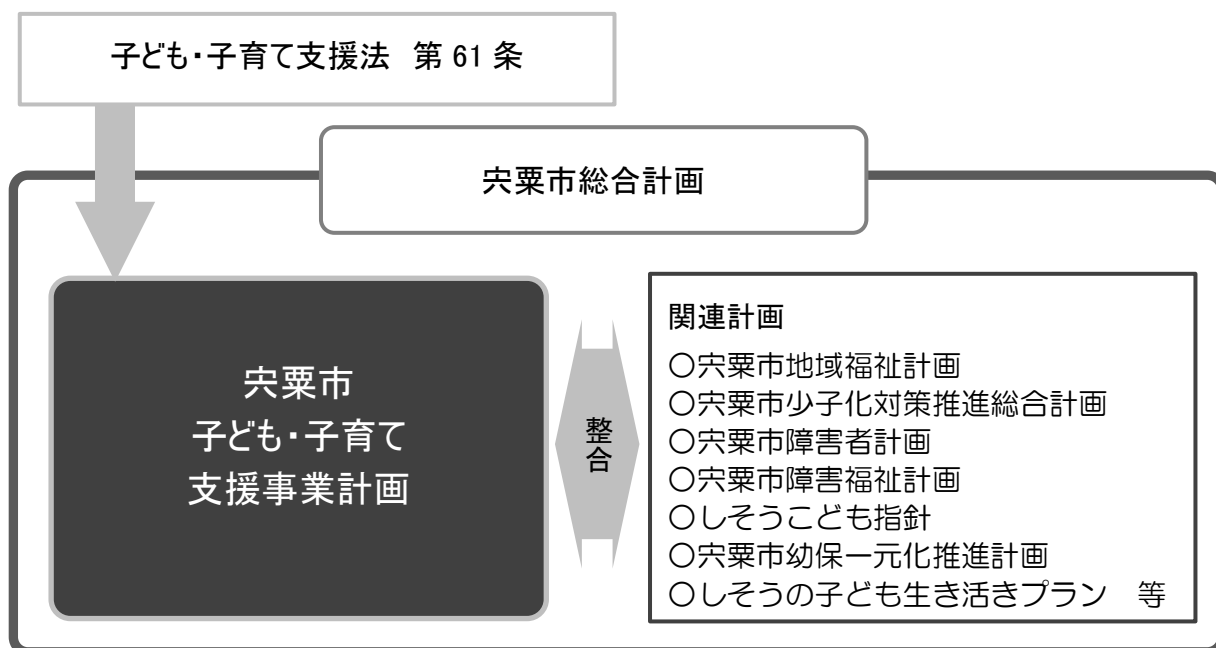 子ども・子育て支援法 第 61 条
宍粟市総合計画
宍粟市
子ども・子育て
支援事業計画
整合
関連計画
○宍粟市地域福祉計画
○宍粟市少子化対策推進総合計画
○宍粟市障害者計画
○宍粟市障害福祉計画
○しそうこども指針
○宍粟市幼保一元化推進計画
○しそうの子ども生き活きプラン 等